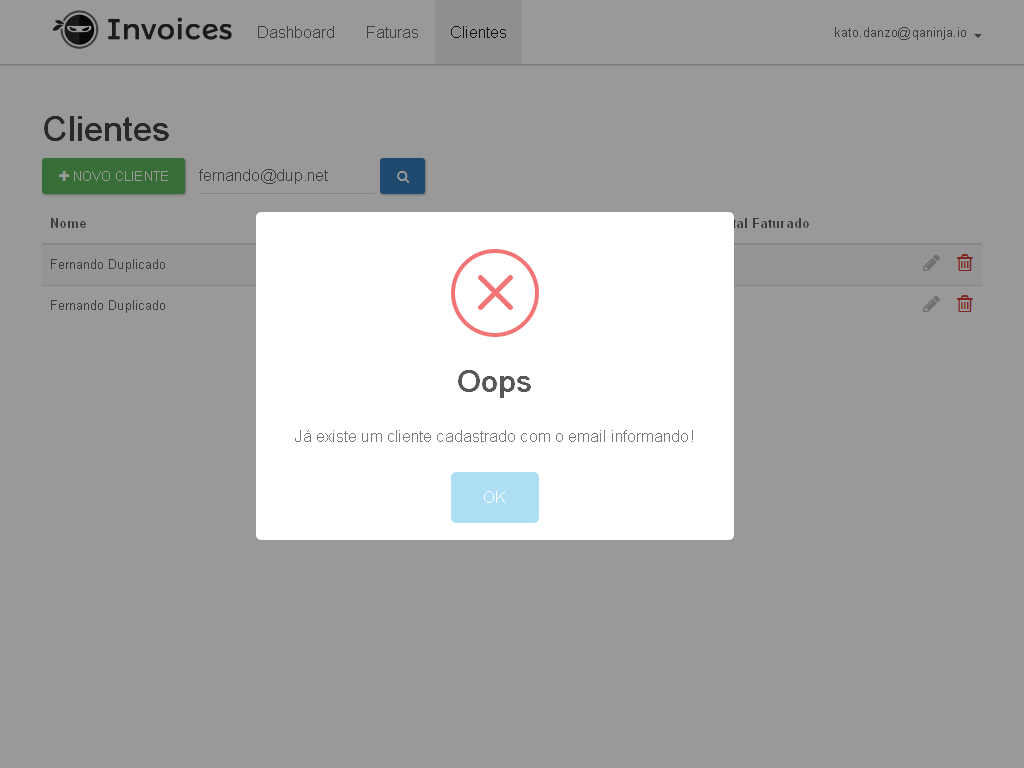 Invoices Dashboard Faturas Clientes kato.danzo@qaninja.io
Clientes
NOVO CLIENTE fernando@dup.net
Nome Faturado
Fernando Duplicado
Fernando Duplicado
Oops
Já existe um cliente cadastrado com o email informando!
OK